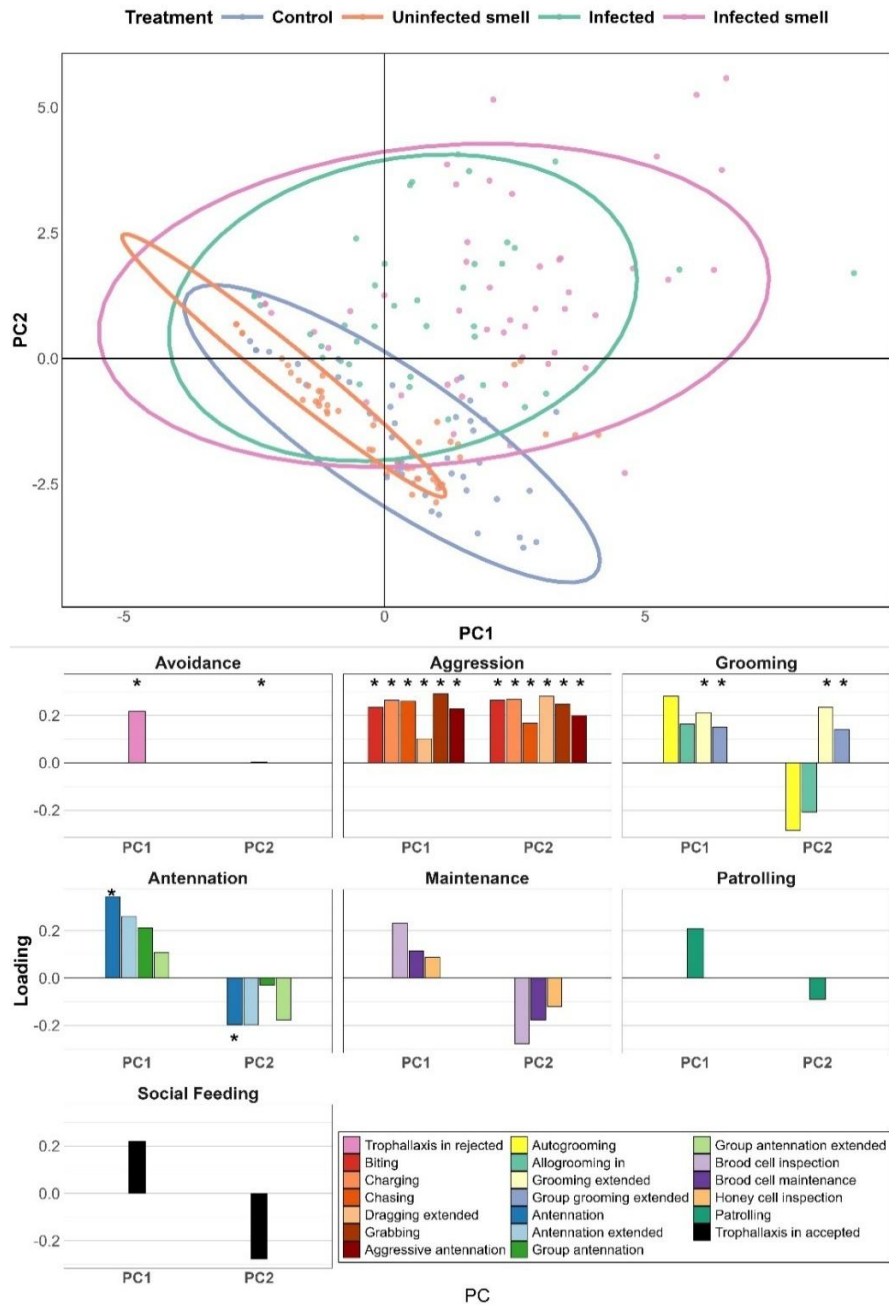 Treatment Control Uninfected smell Infected Infected smell
5.0
2.5
0.0
-2.5
PC2
-5 0 5
PC1
Avoidance Aggression Grooming
* * * * * * * * * * * * * * * * * *
0.2
0.0
-0.2
PC1 PC2 PC1 PC2 PC1 PC2
Antennation Maintenance Patrolling
*
0.2
0.0
-0.2
*
PC1 PC2 PC1 PC2 PC1 PC2
Loading
Social Feeding
0.2
0.0
-0.2
PC1 PC2
Trophallaxis in rejected Autogrooming Group antennation extended
Biting Allogrooming in Brood cell inspection
Charging Grooming extended Brood cell maintenance
Chasing Group grooming extended Honey cell inspection
Dragging extended Antennation Patrolling
Grabbing Antennation extended Trophallaxis in accepted
Aggressive antennation Group antennation
PC